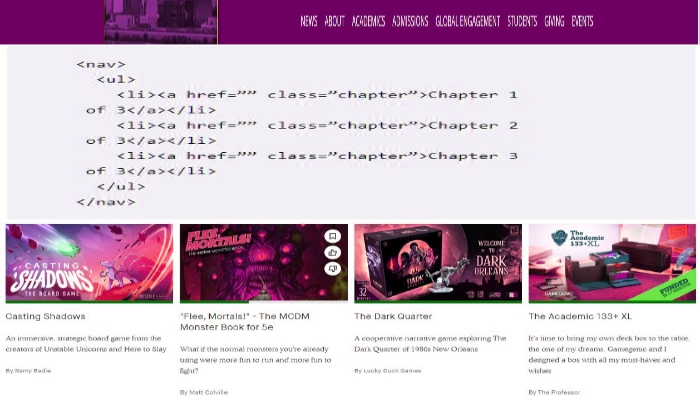 NEWS ABOUT ACADEMICS ADMISSIONS GLOBAL ENGAGEMENT STUDENTS GIVING EVENTS
<nav>
<ul>
<li><a href=”” class=”chapter”>Chapter 1
of 3</a></li>
<li><a href=”” class=”chapter”>Chapter 2
of 3</a></li>
<li><a href=”” class=”chapter”>Chapter 3
of 3</a></li>
</ul>
</nav>
CASTING
SHADOWS
THE BOARD GAME
FLEE,
MORTALS!
WELCOME
TO
DARK
ORLEANS
32
The
Academic
133+XL
GAMEGENIC
FUNDED
Casting Shadows
An immersive, strategic board game from the
creators of Unstable Unicorns and Here to Slay
By Ramy Badie
"Flee, Mortals!" - The MCDM
Monster Book for 5e
What if the normal monsters you're already
using were more fun to run and more fun to
fight?
By Matt Colville
The Dark Quarter
A cooperative narrative game exploring The
Dark Quarter of 1980s New Orleans
By Lucky Duck Games
The Academic 133+ XL
It's time to bring my own deck box to the table,
the one of my dreams. Gamegenic and I
designed a box with all my must-haves and
wishes
By The Professor